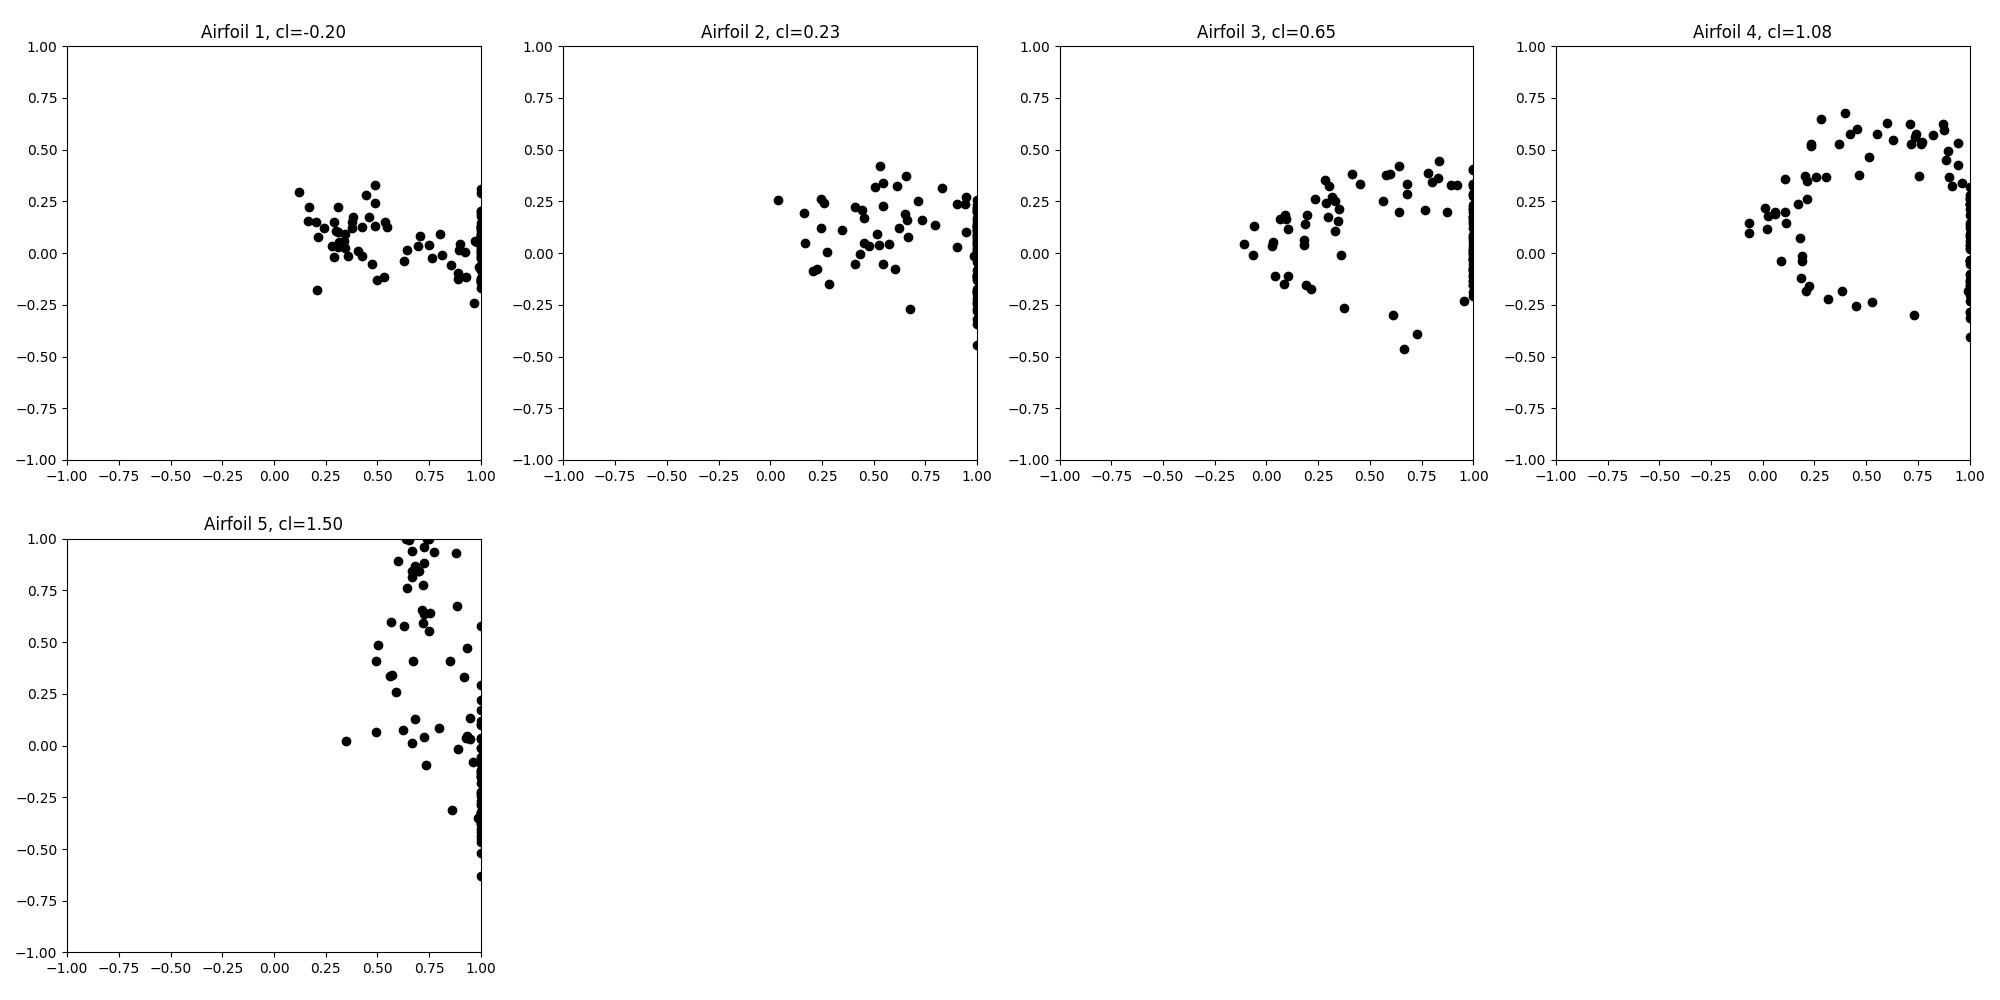 Airfoil 1, cl=-0.20
Airfoil 2, cl=0.23
Airfoil 3, cl=0.65
Airfoil 4, cl=1.08
1.00 1.00 1.00 1.00
0.75 0.75 0.75 0.75
0.50 0.50 0.50 0.50
0.25 0.25 0.25 0.25
0.00 0.00 0.00 0.00
−0.25 −0.25 −0.25 −0.25
−0.50 −0.50 −0.50 −0.50
−0.75 −0.75 −0.75 −0.75
−1.00 −1.00 −1.00 −1.00
−1.00 −0.75 −0.50 −0.25 0.00 0.25 0.50 0.75 1.00
−1.00 −0.75 −0.50 −0.25 0.00 0.25 0.50 0.75 1.00
−1.00 −0.75 −0.50 −0.25 0.00 0.25 0.50 0.75 1.00
−1.00 −0.75 −0.50 −0.25 0.00 0.25 0.50 0.75 1.00
Airfoil 5, cl=1.50
1.00
0.75
0.50
0.25
0.00
−0.25
−0.50
−0.75
−1.00
−1.00 −0.75 −0.50 −0.25 0.00 0.25 0.50 0.75 1.00